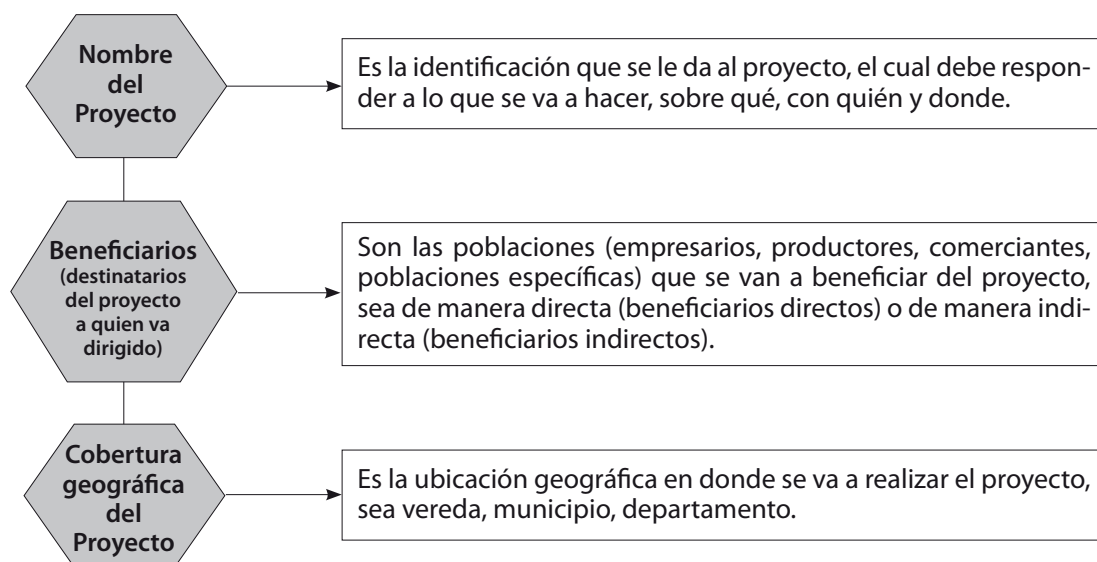 Nombre
del
Proyecto
Es la identificación que se le da al proyecto, el cual debe respon-
der a lo que se va a hacer, sobre qué, con quién y donde.
Beneficiarios
(destinatarios
del proyecto
a quien va
dirigido)
Son las poblaciones (empresarios, productores, comerciantes,
poblaciones específicas) que se van a beneficiar del proyecto,
sea de manera directa (beneficiarios directos) o de manera indi-
recta (beneficiarios indirectos).
Cobertura
geográfica
del
Proyecto
Es la ubicación geográfica en donde se va a realizar el proyecto,
sea vereda, municipio, departamento.